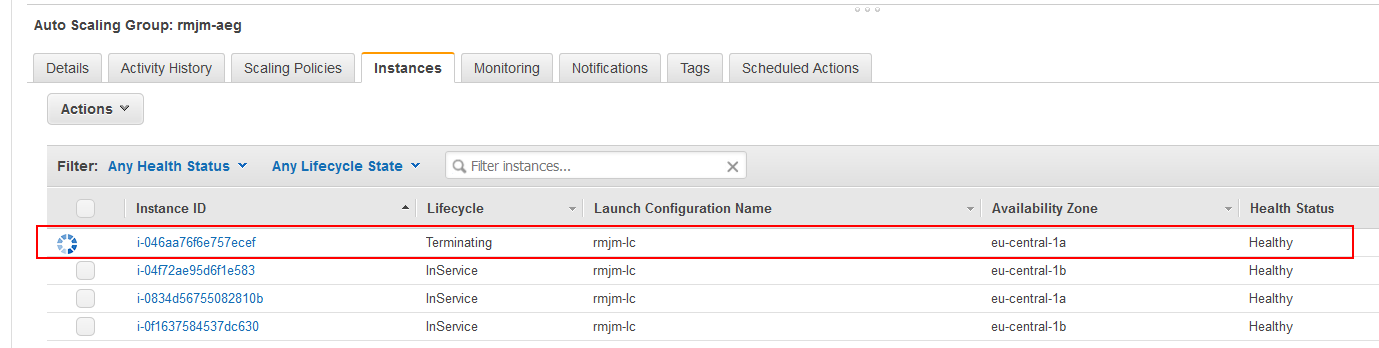 Auto Scaling Group: rmjm-aeg
Details Activity History Scaling Policies Instances Monitoring Notifications Tags Scheduled Actions
Actions
Filter: Any Health Status Any Lifecycle State Filter instances...
Instance ID Lifecycle Launch Configuration Name Availability Zone Health Status
i-046aa76f6e757ecef Terminating rmjm-lc eu-central-1a Healthy
i-04f72ae95d6f1e583 InService rmjm-lc eu-central-1b Healthy
i-0834d56755082810b InService rmjm-lc eu-central-1a Healthy
i-0f1637584537dc630 InService rmjm-lc eu-central-1b Healthy